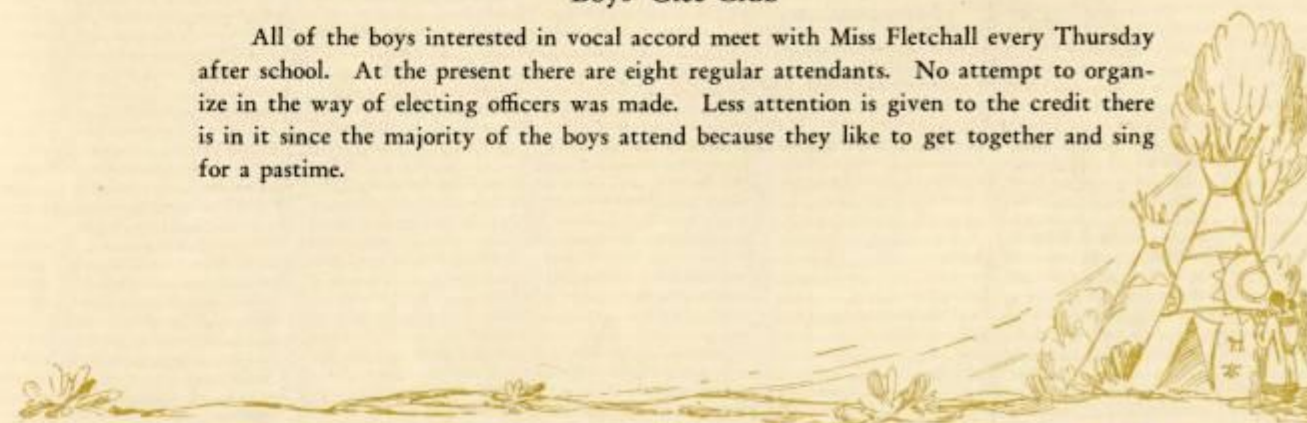 Boys' Glee Club
All of the boys interested in vocal accord meet with Miss Fletchall every Thursday
after school. At the present there are eight regular attendants. No attempt to organ-
ize in the way of electing officers was made. Less attention is given to the credit there
is in it since the majority of the boys attend because they like to get together and sing
for a pastime.